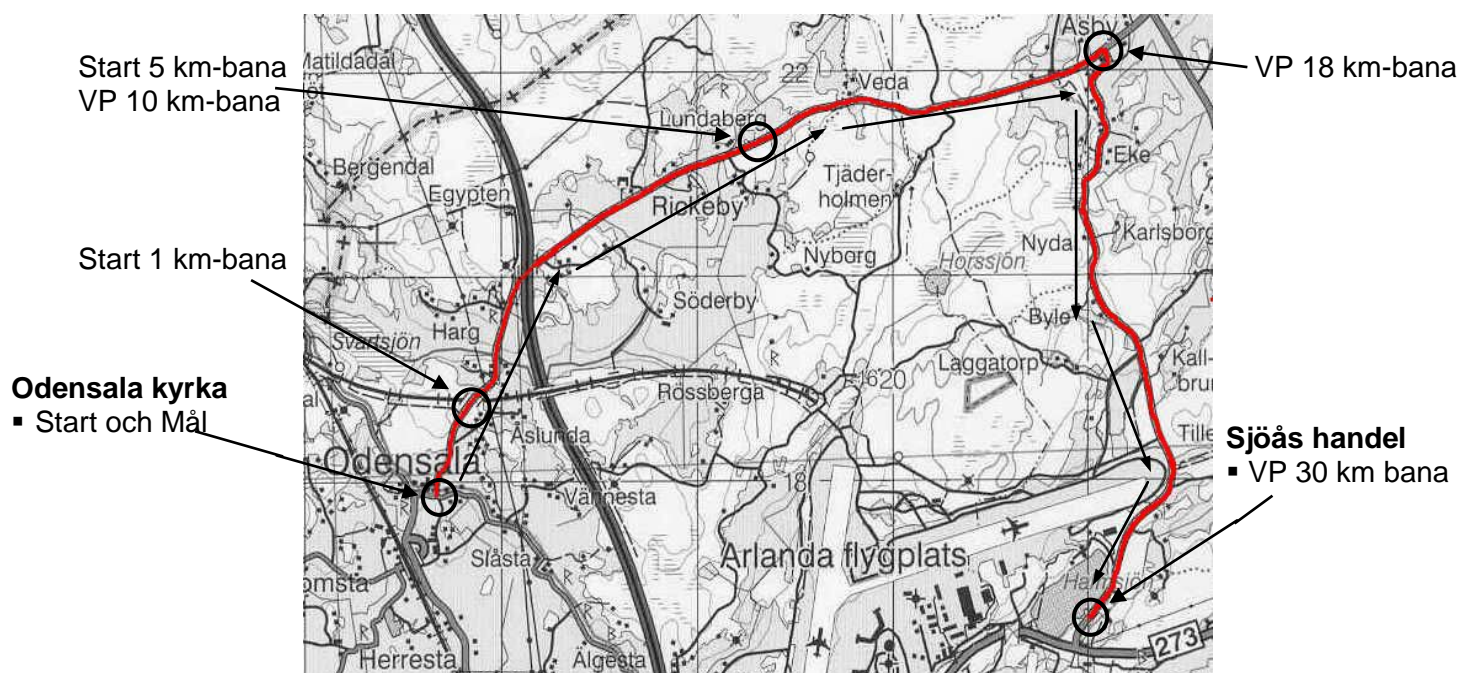 Start 5 km-bana
VP 10 km-bana
Start 1 km-bana
Odensala kyrka
▪ Start och Mål
VP 18 km-bana
Sjöås handel
▪ VP 30 km bana
Åsby
Matildadal
22
Veda
Lundaberg
Bergendal
Eke
Egypten
Tjäder-
holmen
Rickeby
Karlsborg
Nyda
Nyborg
Horssjön
Söderby
Harg
Byle
Svartsjön
Laggatorp
Kall-
brun
1620
Rossberga
Åslunda
Tille
Odensala
18
Vännesta
Arlanda flygplats
Slåsta
omsta
273
Herresta
Älgesta